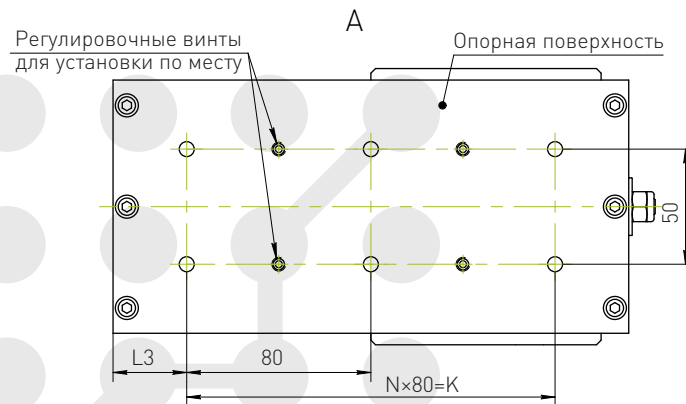 А
Регулировочные винты
для установки по месту
Опорная поверхность
50
L3
80
N×80=K